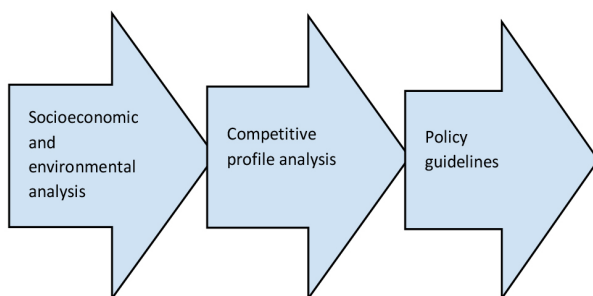 Socioeconomic
and
environmental
analysis
Competitive
profile analysis
Policy
guidelines